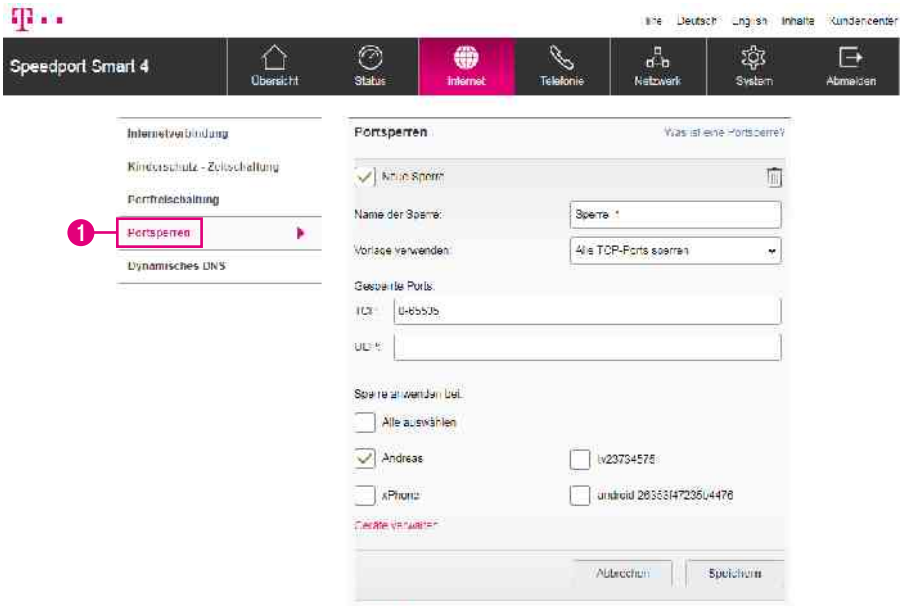 T
Hilfe Deutsch English Inhalte Kundencenter
Speedport Smart 4
Übersicht
Status
Internet
Telefonie
Netzwerk
System
Abmelden
Internetverbindung
Kinderschutz - Zeitschaltung
Portfreischaltung
1
Portsperren
Dynamisches DNS
Portsperren
Was ist eine Portsperre?
Neue Sperre
Name der Sperre: Sperre 1
Vorlage verwenden: Alle TCP-Ports sperren
Gesperrte Ports:
TCP: 0-65535
UDP:
Sperre anwenden bei:
Alle auswählen
Andreas
tv23734576
xPhone
Geräte verwalten
Abbrechen
Speichern